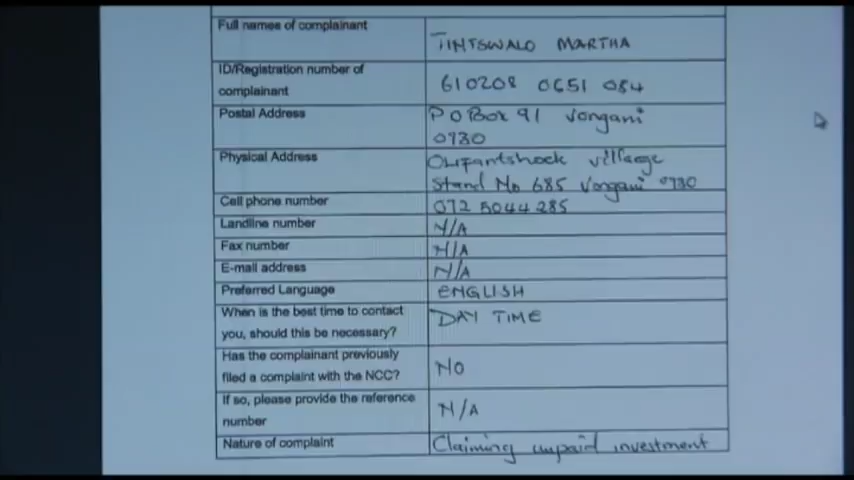 Full names of complainant
TINTSWALO MARTHA
ID/Registration number of
complainant
610208 0651 084
Postal Address
P O Box 91 Vongani
0930
Physical Address
Olifantshoek village
Stand No 685 Vongani 0930
Cell phone number
072 5044 285
Landline number
N/A
Fax number
N/A
E-mail address
N/A
Preferred Language
ENGLISH
When is the best time to contact
you, should this be necessary?
DAY TIME
Has the complainant previously
filed a complaint with the NCC?
NO
If so, please provide the reference
number
N/A
Nature of complaint
Claiming unpaid investment